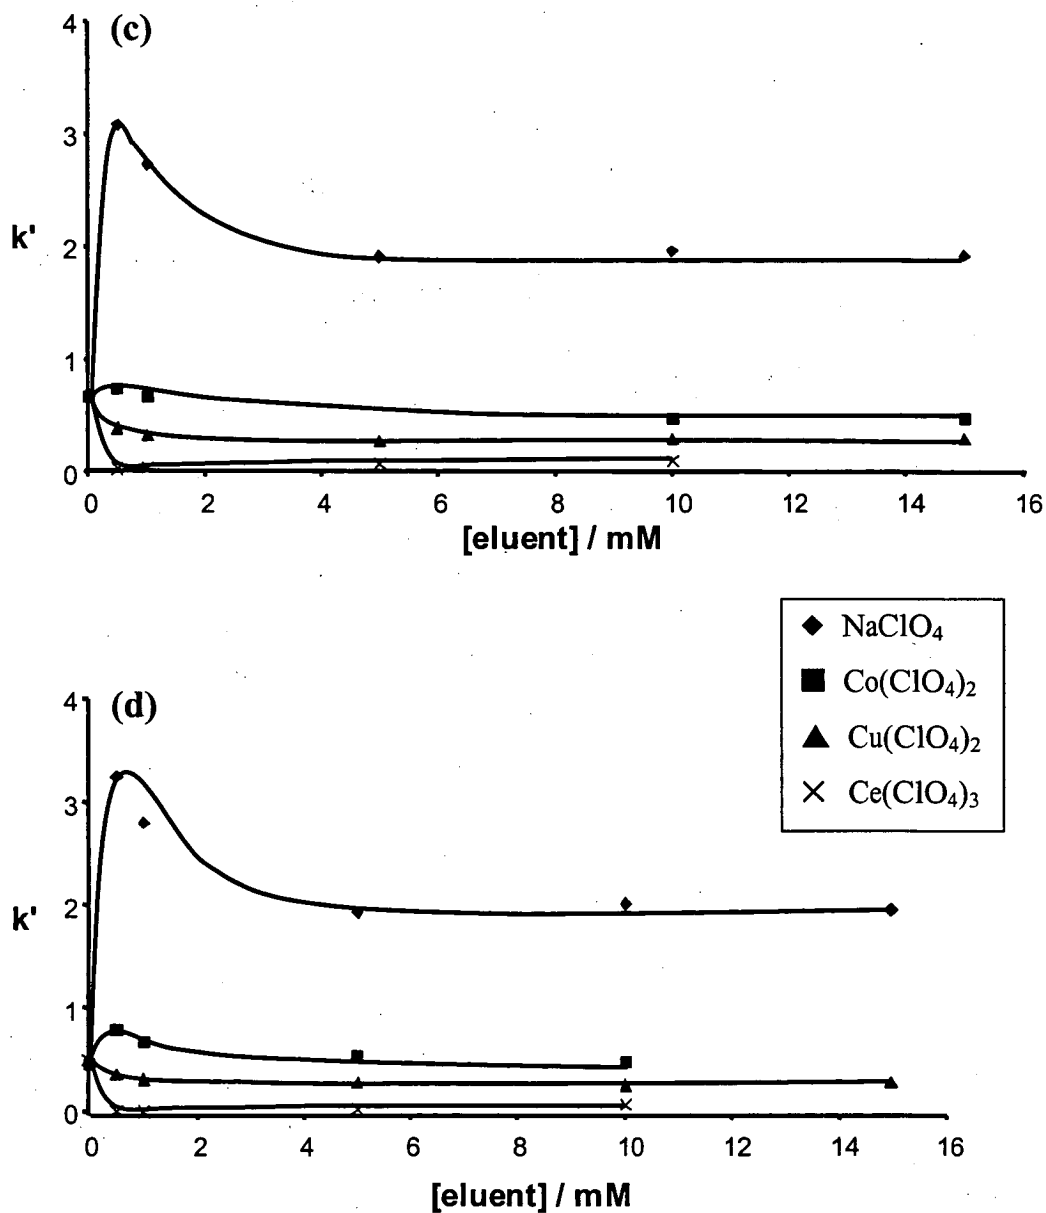 (c)
4
3
k'
2
1
0
0 2 4 6 8 10 12 14 16
[eluent] / mM
NaClO₄
Co(ClO₄)₂
Cu(ClO₄)₂
Ce(ClO₄)₃
(d)
4
3
k'
2
1
0
0 2 4 6 8 10 12 14 16
[eluent] / mM